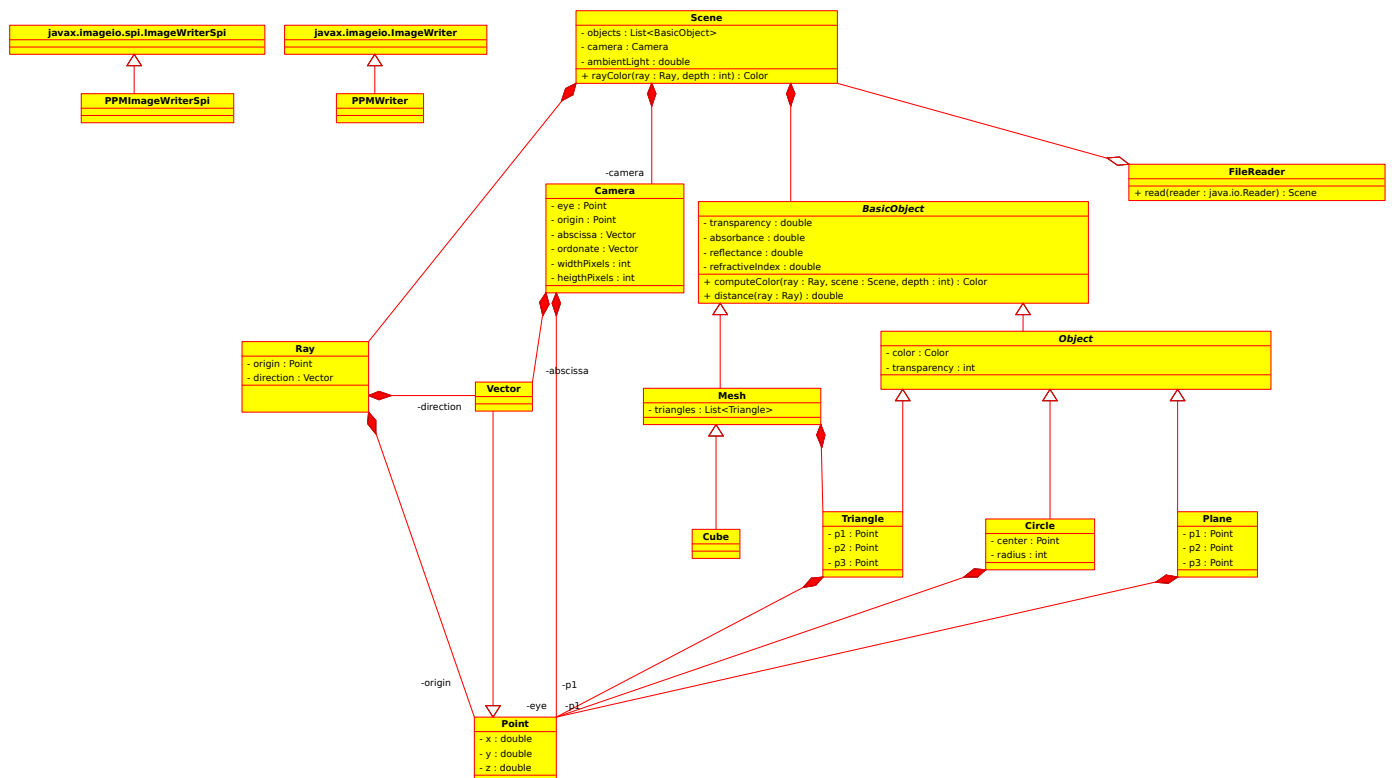 Scene
- objects : List<BasicObject>
- camera : Camera
- ambientLight : double
+ rayColor(ray : Ray, depth : int) : Color
javax.imageio.spi.ImageWriterSpi
javax.imageio.ImageWriter
PPMImageWriterSpi
PPMWriter
-camera
FileReader
+ read(reader : java.io.Reader) : Scene
Camera
- eye : Point
- origin : Point
- abscissa : Vector
- ordonate : Vector
- widthPixels : int
- heigthPixels : int
BasicObject
- transparency : double
- absorbance : double
- reflectance : double
- refractiveIndex : double
+ computeColor(ray : Ray, scene : Scene, depth : int) : Color
+ distance(ray : Ray) : double
Ray
- origin : Point
- direction : Vector
Object
- color : Color
- transparency : int
-abscissa
Vector
-direction
Mesh
- triangles : List<Triangle>
Cube
Triangle
- p1 : Point
- p2 : Point
- p3 : Point
Circle
- center : Point
- radius : int
Plane
- p1 : Point
- p2 : Point
- p3 : Point
-origin
-p1
-eye
-p1
Point
- x : double
- y : double
- z : double